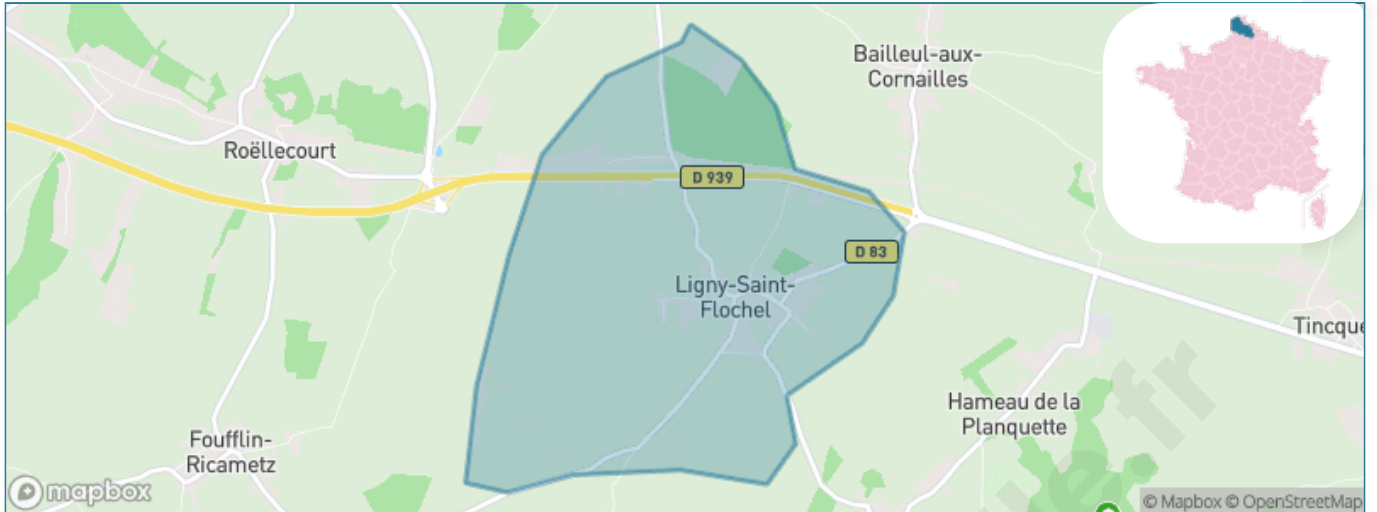 Bailleul-aux-
Cornailles
Roëllecourt
D 939
D 83
Ligny-Saint-
Flochel
Tincque
Hameau de la
Planquette
Foufflin-
Ricametz
mapbox
© Mapbox © OpenStreetMap